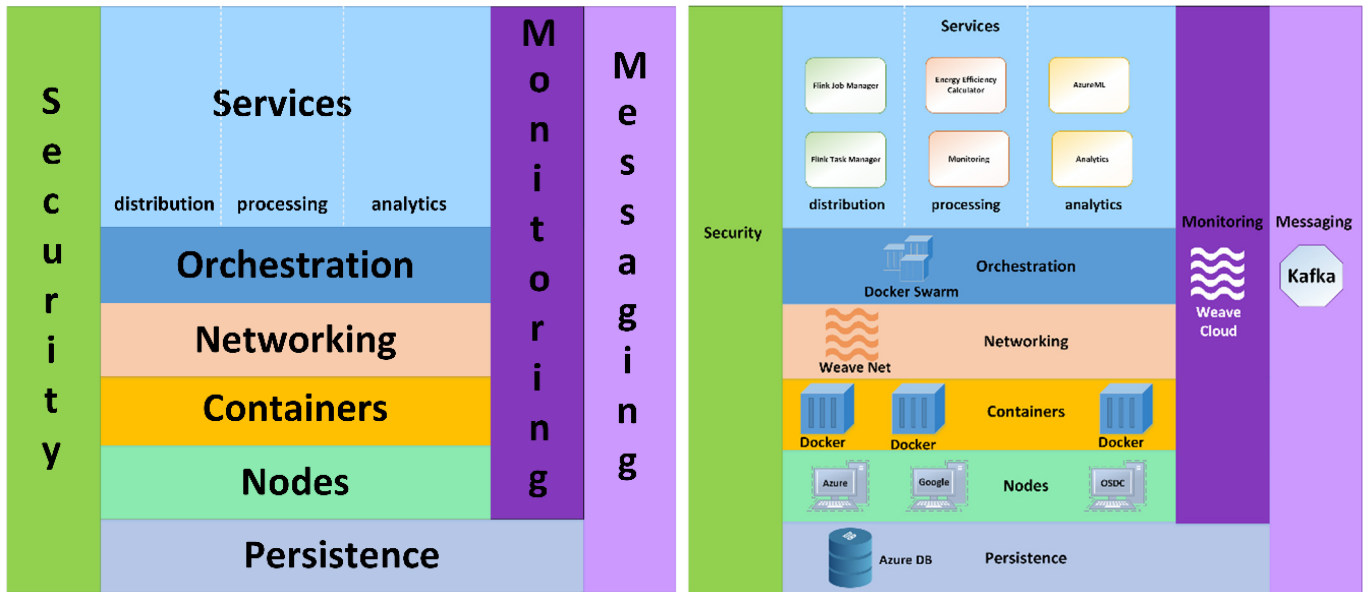 Security
Services
distribution
processing
analytics
Orchestration
Networking
Containers
Nodes
Persistence
Monitoring
Messaging
Security
Services
Flink Job Manager
Energy Efficiency
Calculator
AzureML
Flink Task Manager
Monitoring
Analytics
distribution
processing
analytics
Orchestration
Docker Swarm
Networking
Weave Net
Containers
Docker
Docker
Docker
Azure
Google
Nodes
OSDC
Azure DB
Persistence
Monitoring
Weave
Cloud
Messaging
Kafka